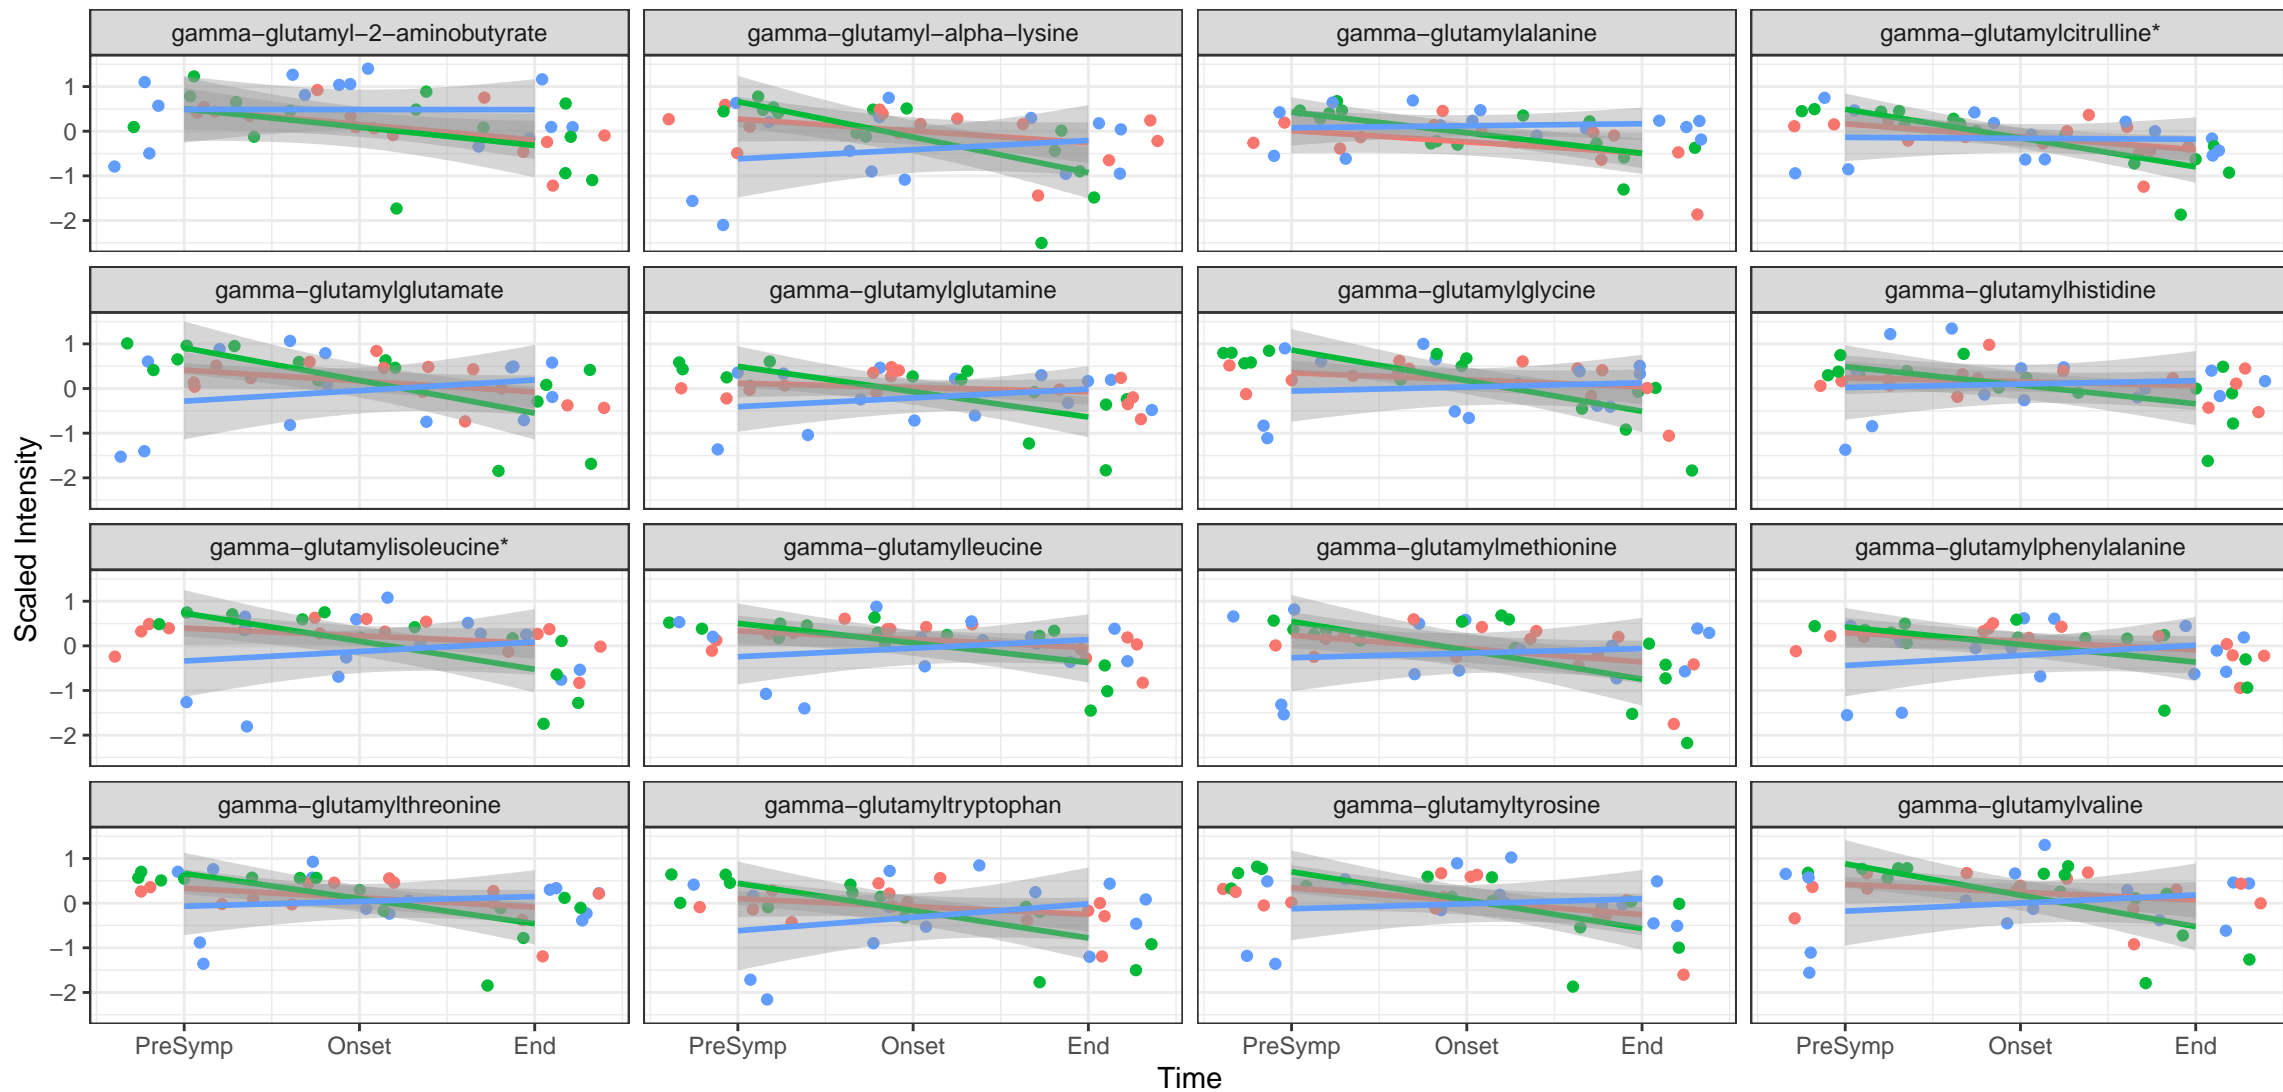 gamma−glutamyl−2−aminobutyrate
gamma−glutamyl−alpha−lysine
gamma−glutamylalanine
gamma−glutamylcitrulline*
1
0
−1
−2
gamma−glutamylglutamate
gamma−glutamylglutamine
gamma−glutamylglycine
gamma−glutamylhistidine
1
0
−1
−2
gamma−glutamylisoleucine*
gamma−glutamylleucine
gamma−glutamylmethionine
gamma−glutamylphenylalanine
1
0
−1
−2
gamma−glutamylthreonine
gamma−glutamyltryptophan
gamma−glutamyltyrosine
gamma−glutamylvaline
1
0
−1
−2
PreSymp Onset End
PreSymp Onset End
PreSymp Onset End
PreSymp Onset End
Time
Scaled Intensity